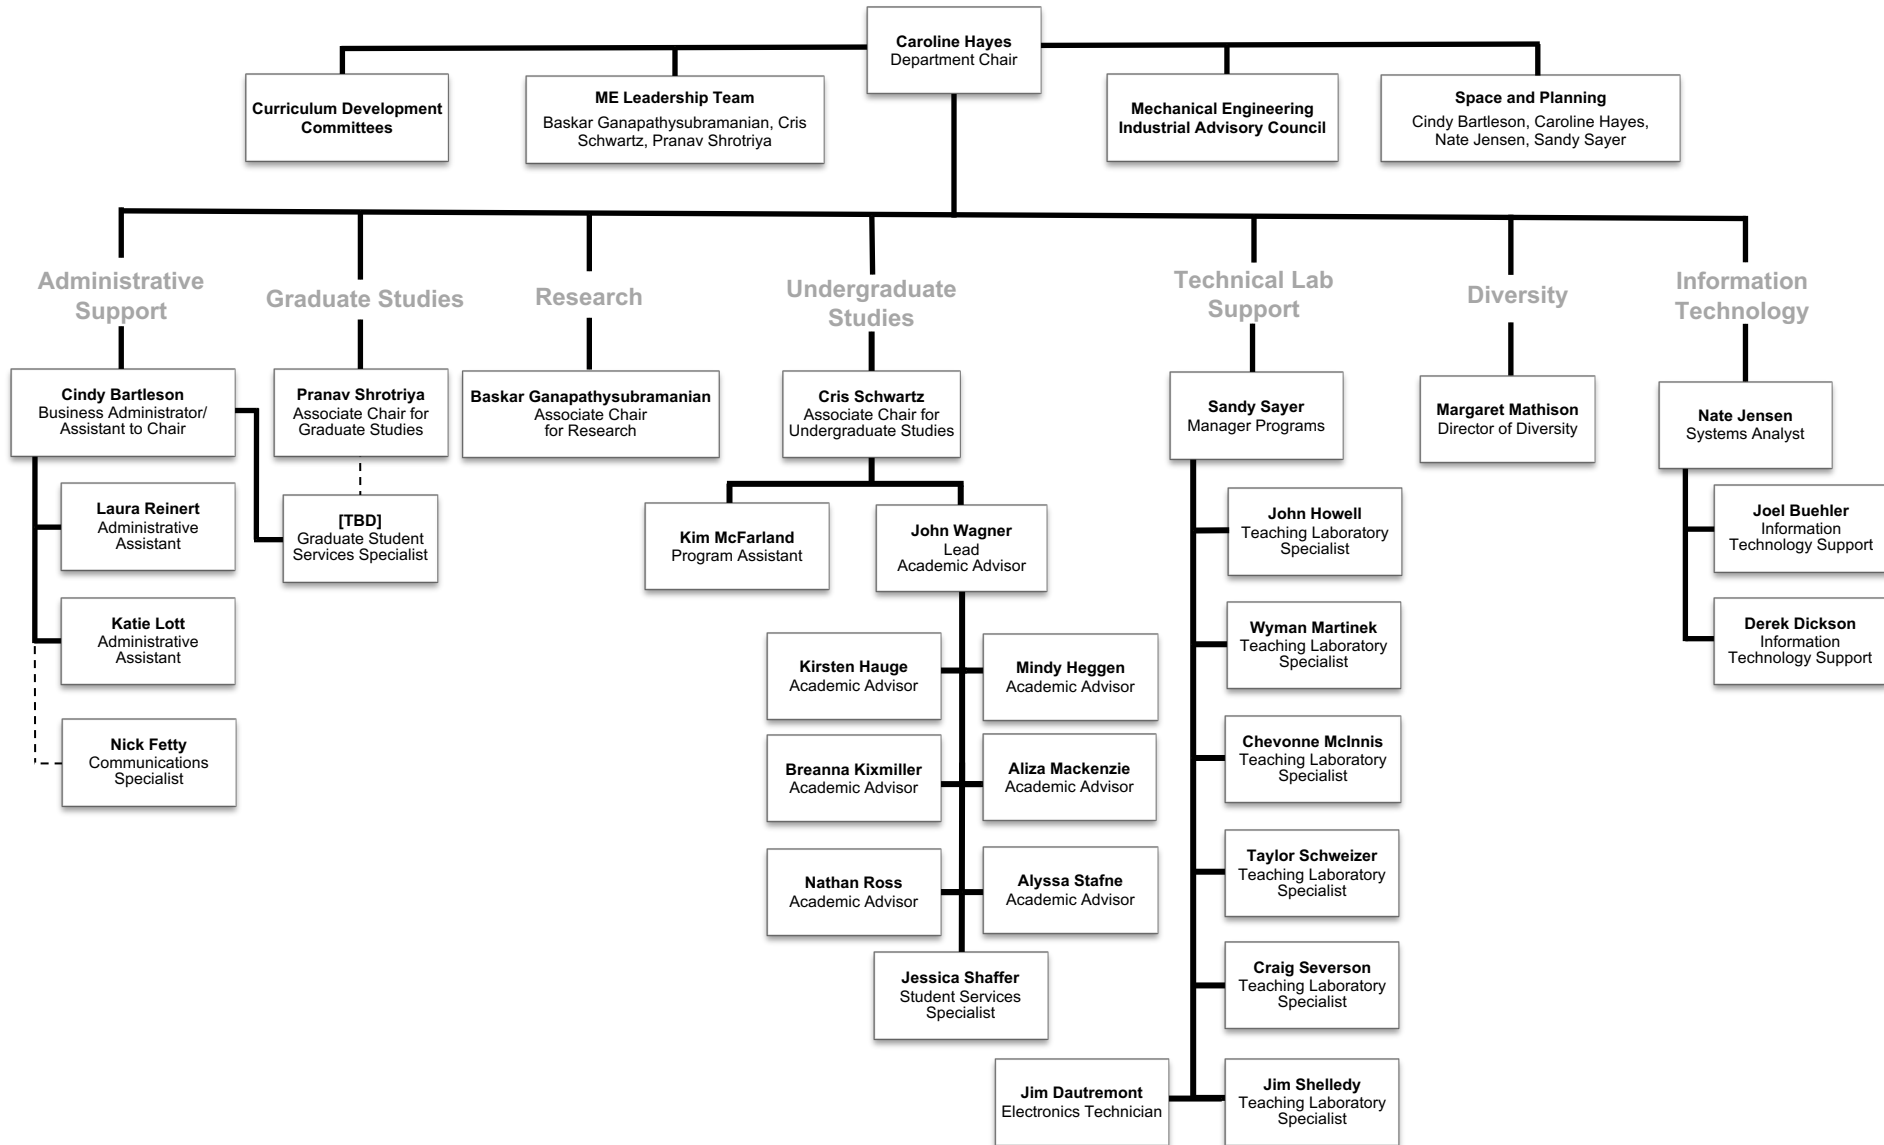 Caroline Hayes
Department Chair
Curriculum Development
Committees
ME Leadership Team
Baskar Ganapathysubramanian, Cris
Schwartz, Pranav Shrotriya
Mechanical Engineering
Industrial Advisory Council
Space and Planning
Cindy Bartleson, Caroline Hayes,
Nate Jensen, Sandy Sayer
Administrative
Support
Graduate Studies
Research
Undergraduate
Studies
Technical Lab
Support
Diversity
Information
Technology
Cindy Bartleson
Business Administrator/
Assistant to Chair
Laura Reinert
Administrative
Assistant
Katie Lott
Administrative
Assistant
Nick Fetty
Communications
Specialist
Pranav Shrotriya
Associate Chair for
Graduate Studies
[TBD]
Graduate Student
Services Specialist
Baskar Ganapathysubramanian
Associate Chair
for Research
Cris Schwartz
Associate Chair for
Undergraduate Studies
Kim McFarland
Program Assistant
John Wagner
Lead
Academic Advisor
Kirsten Hauge
Academic Advisor
Mindy Heggen
Academic Advisor
Breanna Kixmiller
Academic Advisor
Aliza Mackenzie
Academic Advisor
Nathan Ross
Academic Advisor
Alyssa Stafne
Academic Advisor
Jessica Shaffer
Student Services
Specialist
Sandy Sayer
Manager Programs
John Howell
Teaching Laboratory
Specialist
Wyman Martinek
Teaching Laboratory
Specialist
Chevonne McInnis
Teaching Laboratory
Specialist
Taylor Schweizer
Teaching Laboratory
Specialist
Craig Severson
Teaching Laboratory
Specialist
Jim Dautremont
Electronics Technician
Jim Shelledy
Teaching Laboratory
Specialist
Margaret Mathison
Director of Diversity
Nate Jensen
Systems Analyst
Joel Buehler
Information
Technology Support
Derek Dickson
Information
Technology Support